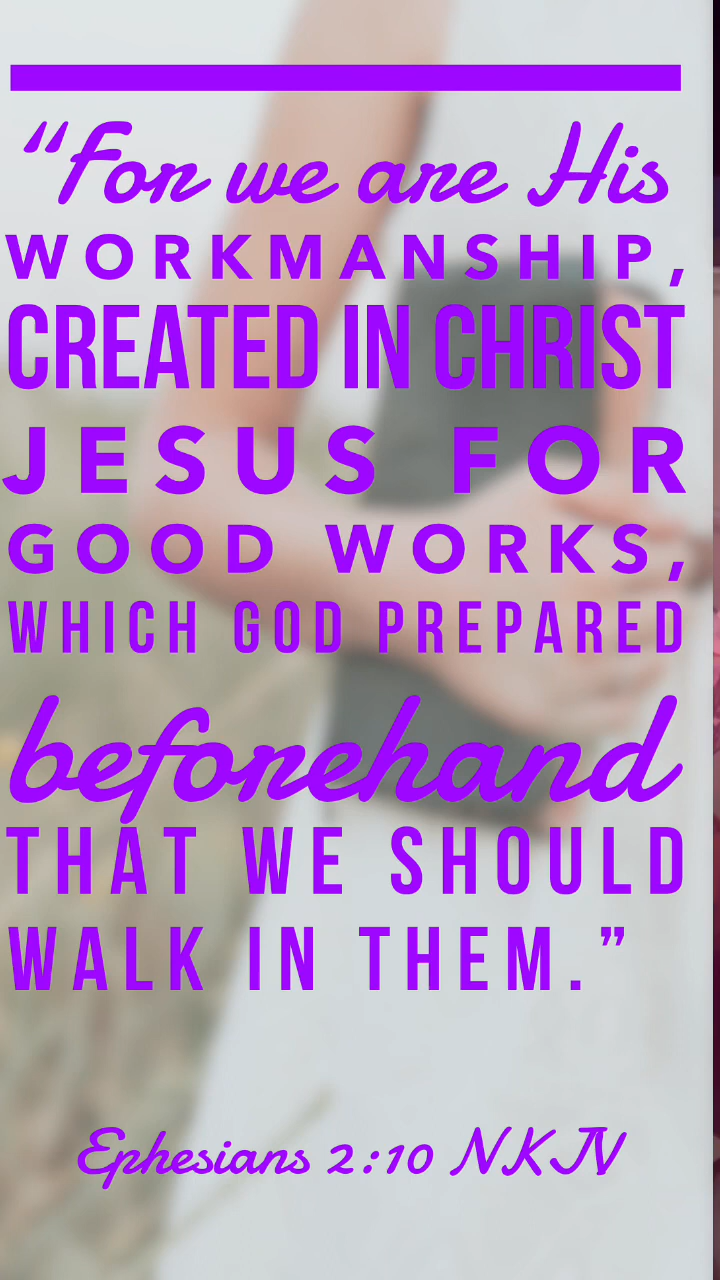 “For we are His
WORKMANSHIP,
CREATED IN CHRIST
JESUS FOR
GOOD WORKS,
WHICH GOD PREPARED
beforehand
THAT WE SHOULD
WALK IN THEM.”
Ephesians 2:10 NKJV